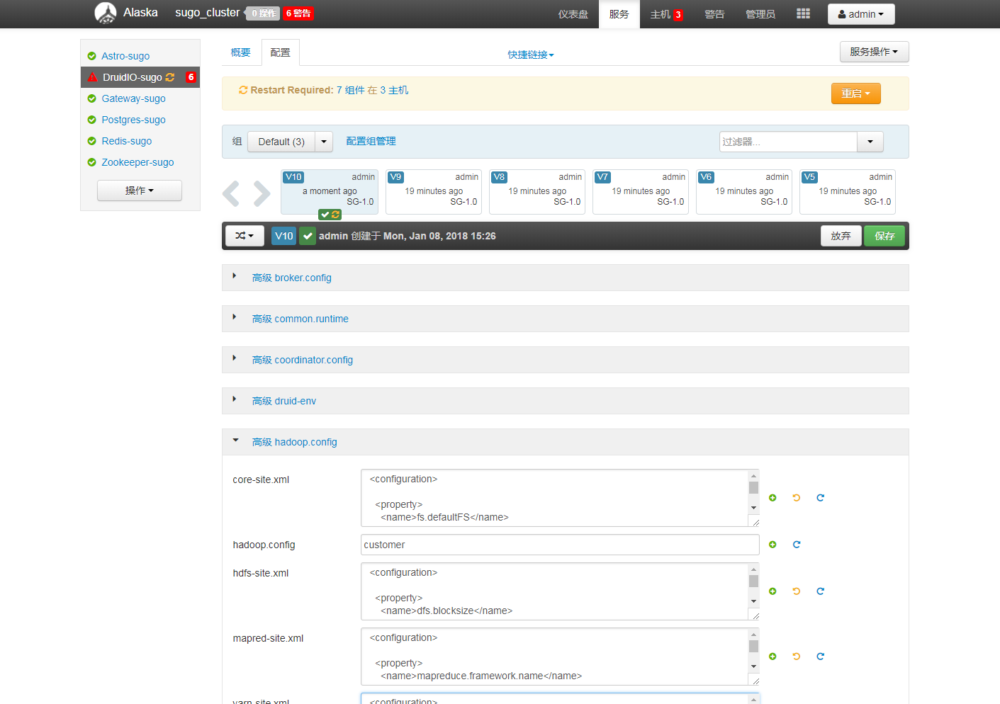 Alaska sugo_cluster 0 操作 6 警告 仪表盘 服务 主机 3 警告 管理员 admin
Astro-sugo
DruidIO-sugo 6
Gateway-sugo
Postgres-sugo
Redis-sugo
Zookeeper-sugo
操作
概要 配置 快捷链接 服务操作
Restart Required: 7 组件 在 3 主机 重启
组 Default (3) 配置组管理 过滤器...
V10 admin
a moment ago
SG-1.0
V9 admin
19 minutes ago
SG-1.0
V8 admin
19 minutes ago
SG-1.0
V7 admin
19 minutes ago
SG-1.0
V6 admin
19 minutes ago
SG-1.0
V5 admin
19 minutes ago
SG-1.0
V10 admin 创建于 Mon, Jan 08, 2018 15:26 放弃 保存
高级 broker.config
高级 common.runtime
高级 coordinator.config
高级 druid-env
高级 hadoop.config
core-site.xml
<configuration>
<property>
<name>fs.defaultFS</name>
hadoop.config customer
hdfs-site.xml
<configuration>
<property>
<name>dfs.blocksize</name>
mapred-site.xml
<configuration>
<property>
<name>mapreduce.framework.name</name>
yarn-site.xml
<configuration>